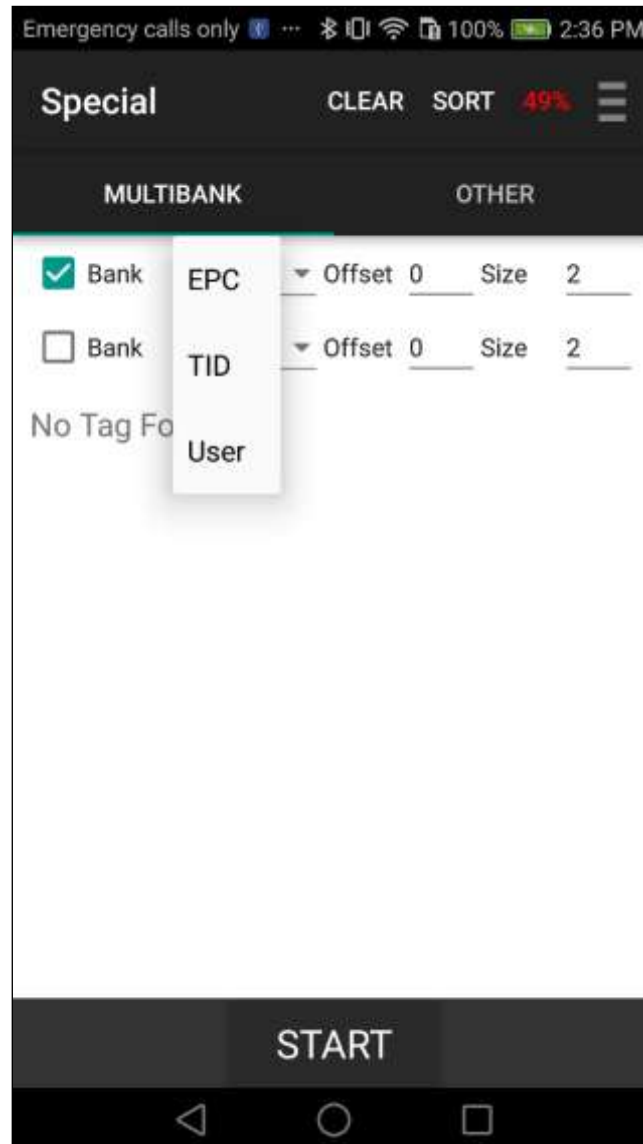 Emergency calls only ... 100% 2:36 PM
Special CLEAR SORT 49%
MULTIBANK OTHER
Bank EPC Offset 0 Size 2
Bank TID Offset 0 Size 2
No Tag Fo
User
START